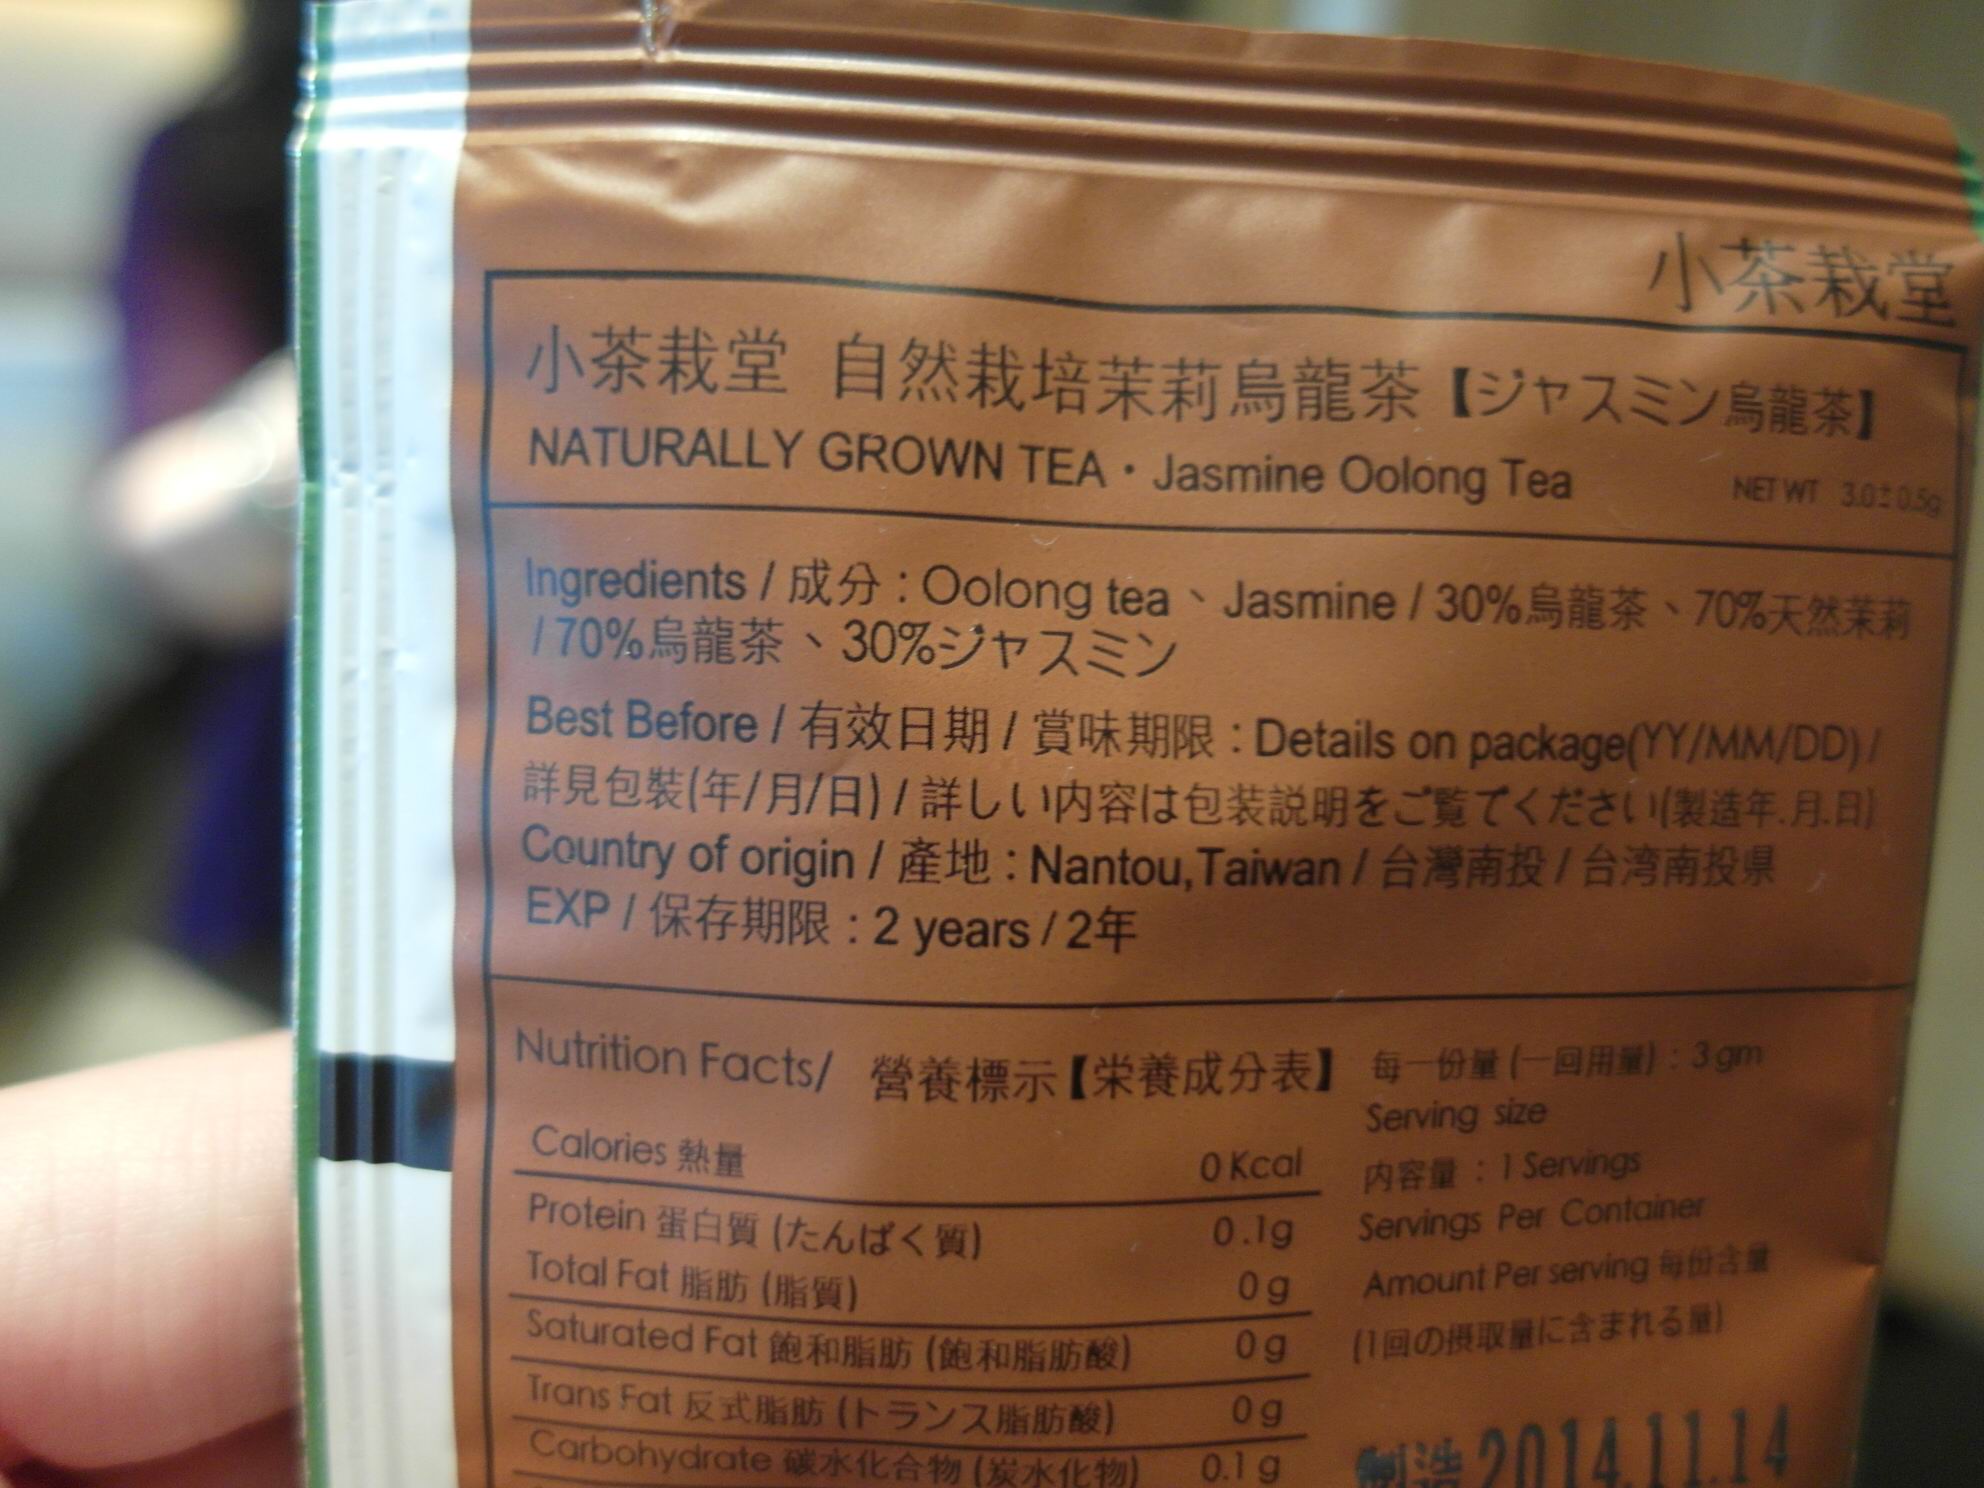 小茶栽堂
小茶栽堂 自然栽培茉莉烏龍茶【ジャスミン烏龍茶】
NATURALLY GROWN TEA・Jasmine Oolong Tea
NET WT 3.0±0.5g
Ingredients / 成分 : Oolong tea、Jasmine / 30%烏龍茶、70%天然茉莉
/ 70%烏龍茶、30%ジャスミン
Best Before / 有效日期 / 賞味期限 : Details on package(YY/MM/DD) /
詳見包裝(年/月/日) / 詳しい内容は包装説明をご覧てください(製造年.月.日)
Country of origin / 產地 : Nantou,Taiwan / 台灣南投 / 台湾南投県
EXP / 保存期限 : 2 years / 2年
Nutrition Facts/ 營養標示【栄養成分表】
Calories 熱量 0 Kcal
Protein 蛋白質 (たんぱく質) 0.1g
Total Fat 脂肪 (脂質) 0 g
Saturated Fat 飽和脂肪 (飽和脂肪酸) 0 g
Trans Fat 反式脂肪 (トランス脂肪酸) 0 g
Carbohydrate 碳水化合物 (炭水化物) 0.1 g
每一份量 (一回用量) : 3 gm
Serving size
内容量 : 1 Servings
Servings Per Container
Amount Per serving 每份含量
(1回の摂取量に含まれる量)
製造 2014.11.14